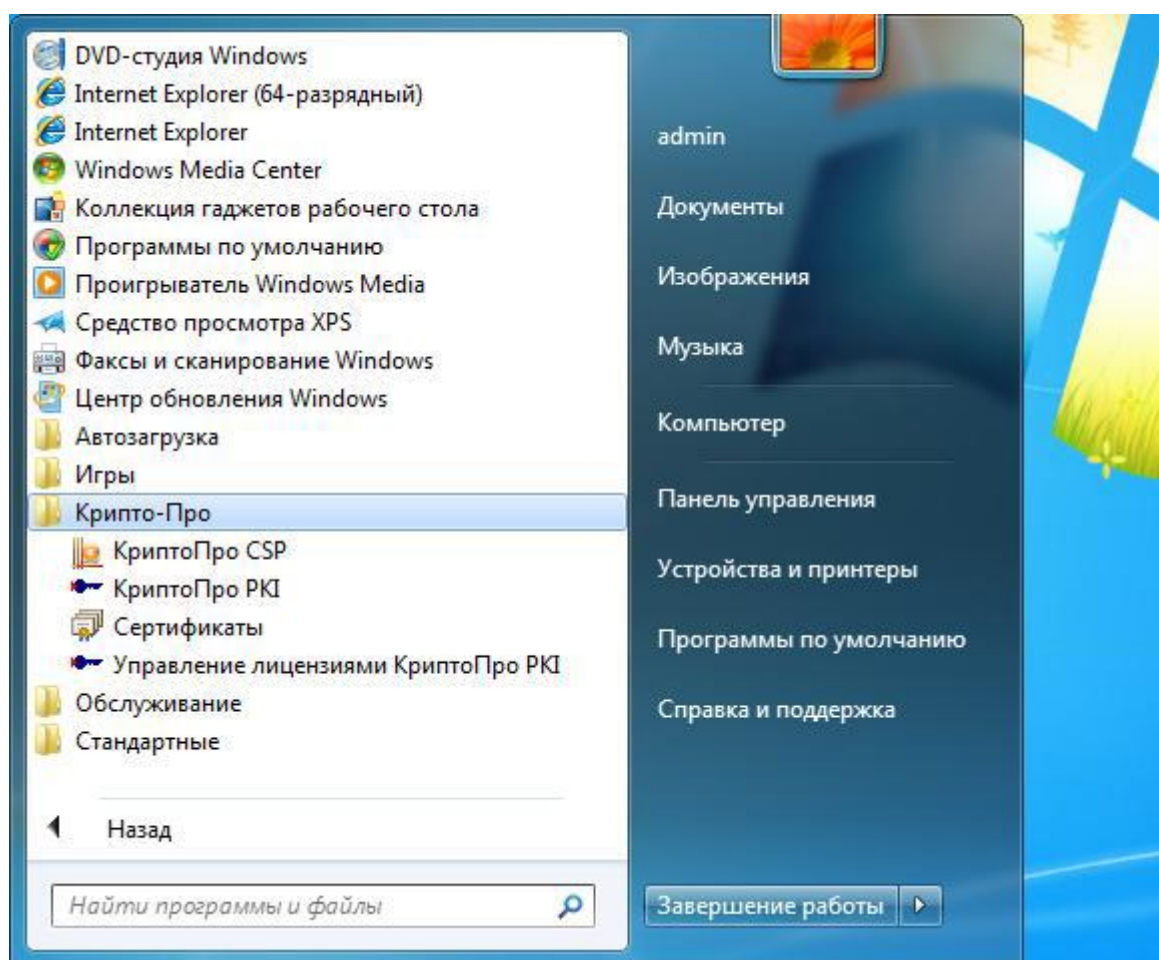 DVD-студия Windows
Internet Explorer (64-разрядный)
Internet Explorer
Windows Media Center
Коллекция гаджетов рабочего стола
Программы по умолчанию
Проигрыватель Windows Media
Средство просмотра XPS
Факсы и сканирование Windows
Центр обновления Windows
Автозагрузка
Игры
Крипто-Про
КриптоПро CSP
КриптоПро PKI
Сертификаты
Управление лицензиями КриптоПро PKI
Обслуживание
Стандартные
Назад
Найти программы и файлы
admin
Документы
Изображения
Музыка
Компьютер
Панель управления
Устройства и принтеры
Программы по умолчанию
Справка и поддержка
Завершение работы